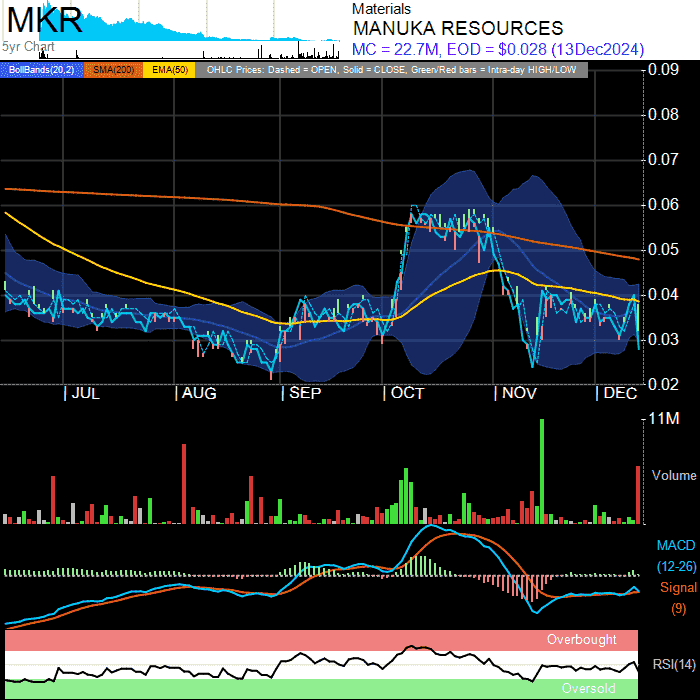 MKR
5yr Chart
Materials
MANUKA RESOURCES
MC = 22.7M, EOD = $0.028 (13Dec2024)
BollBands(20,2) SMA(200) EMA(50) OHLC Prices: Dashed = OPEN, Solid = CLOSE, Green/Red bars = Intra-day HIGH/LOW
0.09
0.08
0.07
0.06
0.05
0.04
0.03
0.02
| JUL | AUG | SEP | OCT | NOV | DEC
11M
Volume
MACD
(12-26)
Signal
(9)
Overbought
RSI(14)
Oversold